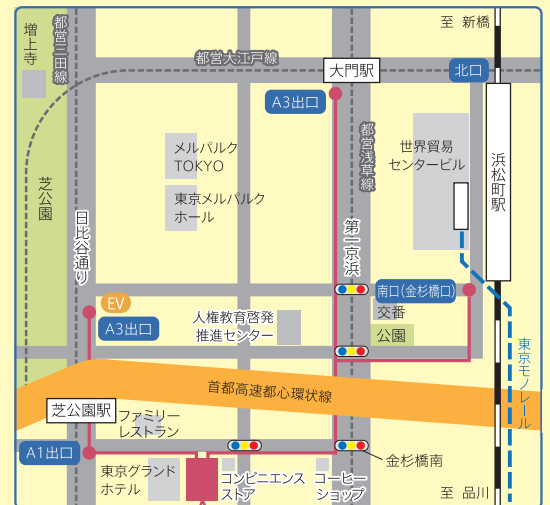 至 新橋
増上寺
都営三田線
都営大江戸線
大門駅
北口
A3出口
都営浅草線
メルパルク
TOKYO
世界貿易
センタービル
浜松町駅
東京メルパルク
ホール
芝公園
日比谷通り
第一京浜
南口(金杉橋口)
EV
A3出口
人権教育啓発
推進センター
交番
公園
東京モノレール
首都高速都心環状線
芝公園駅
ファミリー
レストラン
A1出口
金杉橋南
東京グランド
ホテル
コンビニエンス
ストア
コーヒー
ショップ
至 品川